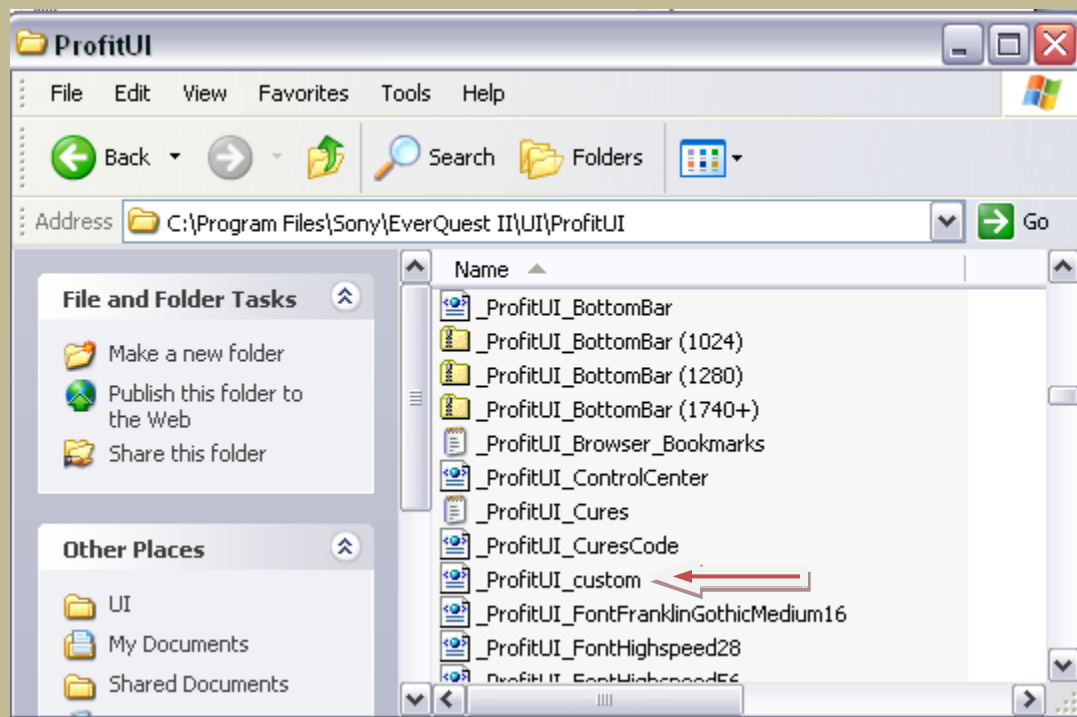 ProfitUI
File Edit View Favorites Tools Help
Back Search Folders
Address C:\Program Files\Sony\EverQuest II\UI\ProfitUI Go
File and Folder Tasks
Make a new folder
Publish this folder to
the Web
Share this folder
Other Places
UI
My Documents
Shared Documents
Name
_ProfitUI_BottomBar
_ProfitUI_BottomBar (1024)
_ProfitUI_BottomBar (1280)
_ProfitUI_BottomBar (1740+)
_ProfitUI_Browser_Bookmarks
_ProfitUI_ControlCenter
_ProfitUI_Cures
_ProfitUI_CuresCode
_ProfitUI_custom
_ProfitUI_FontFranklinGothicMedium16
_ProfitUI_FontHighspeed28